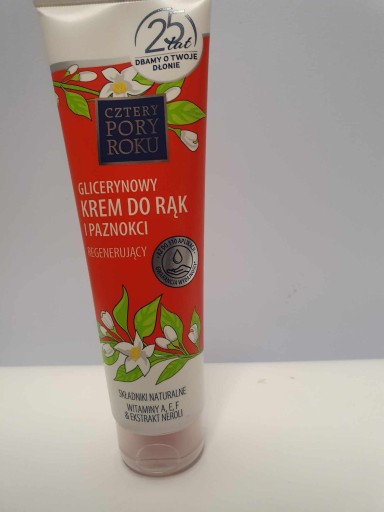 25
lat
DBAMY O TWOJE
DŁONIE
CZTERY
PORY
ROKU
GLICERYNOWY
KREM DO RĄK
I PAZNOKCI
REGENERUJĄCY
SKŁADNIKI NATURALNE
WITAMINY A, E, F
& EKSTRAKT NEROLI